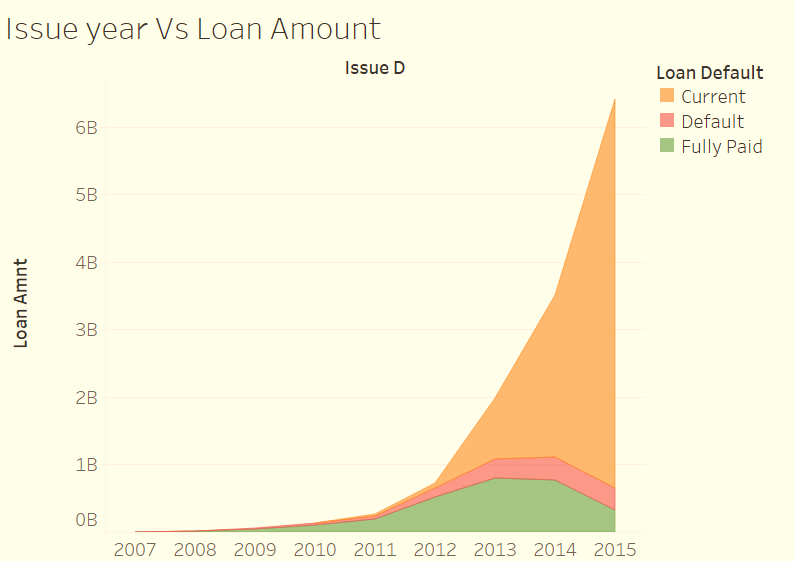 Issue year Vs Loan Amount
Issue D
Loan Default
Current
Default
Fully Paid
6B
5B
4B
3B
2B
1B
0B
Loan Amnt
2007 2008 2009 2010 2011 2012 2013 2014 2015